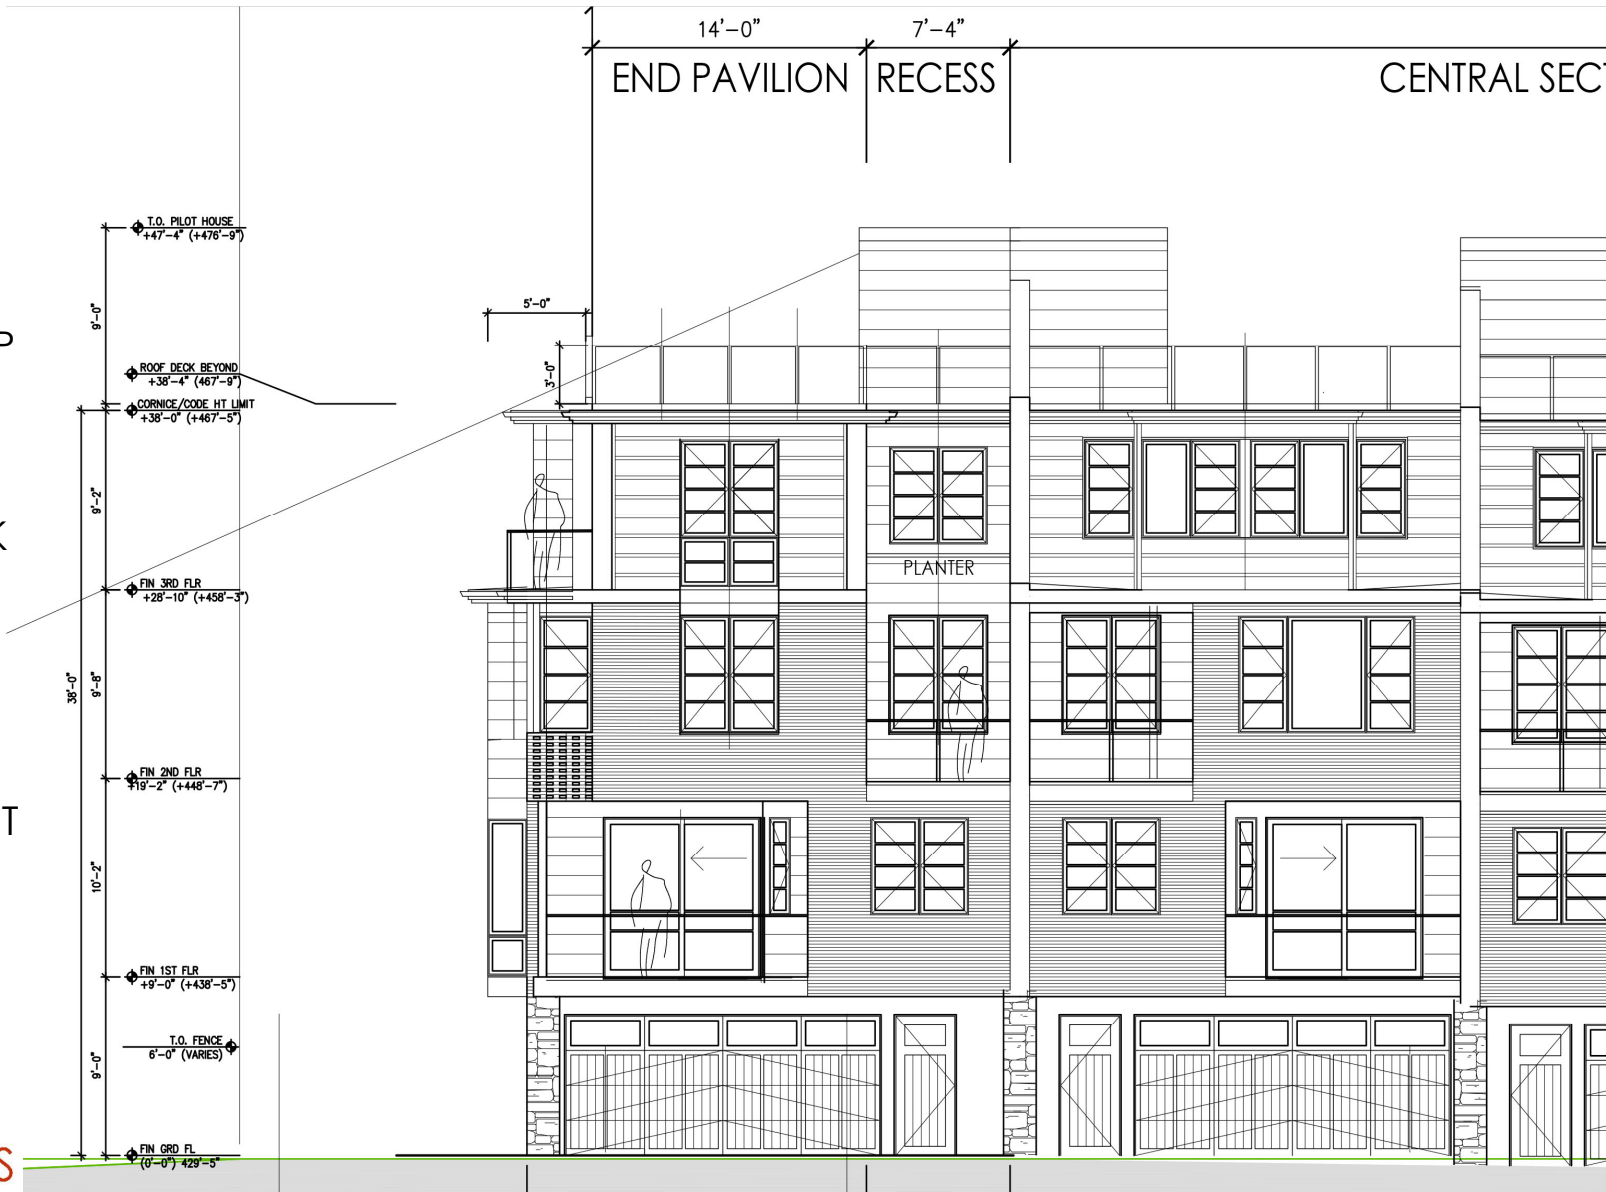 14'-0" 7'-4"
END PAVILION RECESS CENTRAL SECT
T.O. PILOT HOUSE
+47'-4" (+476'-9")
9'-0"
5'-0"
P
3'-0"
ROOF DECK BEYOND
+38'-4" (467'-9")
CORNICE/CODE HT LIMIT
+38'-0" (+467'-5")
9'-2"
K
PLANTER
FIN 3RD FLR
+28'-10" (+458'-3")
38'-0"
9'-8"
FIN 2ND FLR
+19'-2" (+448'-7")
T
10'-2"
FIN 1ST FLR
+9'-0" (+438'-5")
T.O. FENCE
6'-0" (VARIES)
9'-0"
FIN GRD FL
(0'-0") 429'-5"
S